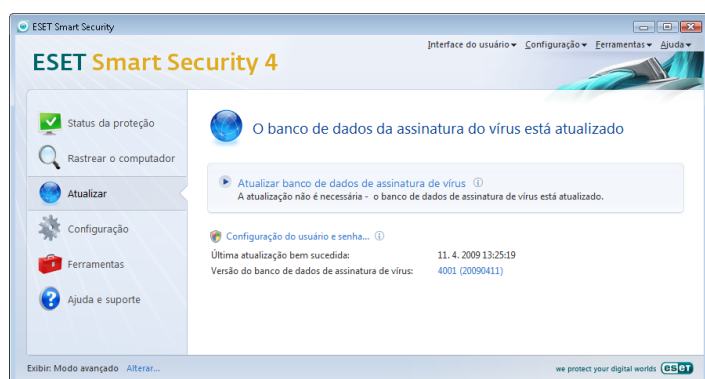 ESET Smart Security
Interface do usuário Configuração Ferramentas Ajuda
ESET Smart Security 4
Status da proteção
Rastrear o computador
Atualizar
Configuração
Ferramentas
Ajuda e suporte
O banco de dados da assinatura do vírus está atualizado
Atualizar banco de dados de assinatura de vírus
A atualização não é necessária - o banco de dados de assinatura de vírus está atualizado.
Configuração do usuário e senha...
Última atualização bem sucedida: 11. 4. 2009 13:25:19
Versão do banco de dados de assinatura de vírus: 4001 (20090411)
Exibir: Modo avançado Alterar...
we protect your digital worlds eset